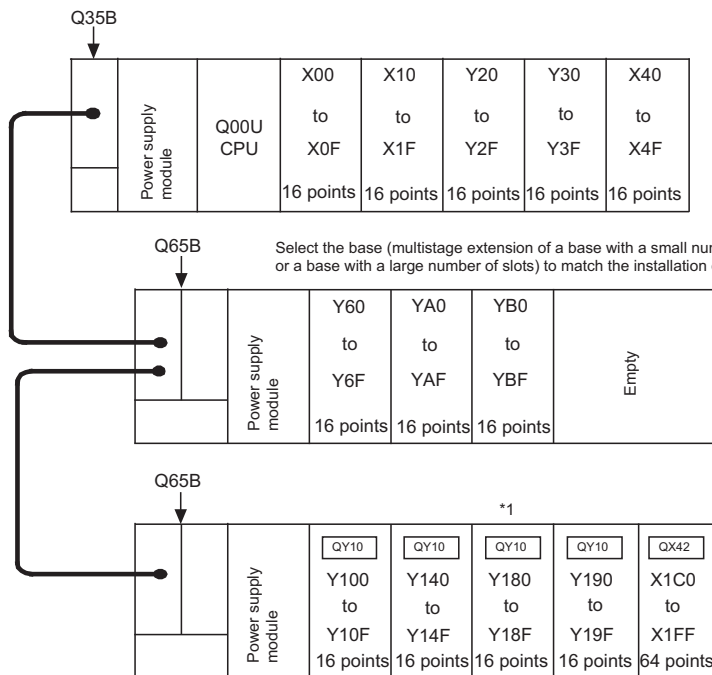 Q35B
Power supply module
Q00U CPU
X00 to X0F 16 points
X10 to X1F 16 points
Y20 to Y2F 16 points
Y30 to Y3F 16 points
X40 to X4F 16 points
Q65B
Select the base (multistage extension of a base with a small
or a base with a large number of slots) to match the installation
Power supply module
Y60 to Y6F 16 points
YA0 to YAF 16 points
YB0 to YBF 16 points
Empty
Q65B
*1
Power supply module
QY10 Y100 to Y10F 16 points
QY10 Y140 to Y14F 16 points
QY10 Y180 to Y18F 16 points
QY10 Y190 to Y19F 16 points
QX42 X1C0 to X1FF 64 points